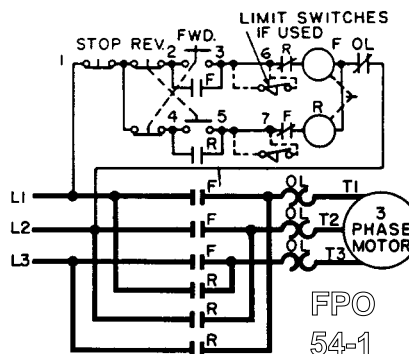 LIMIT SWITCHES
IF USED
FWD.
STOP REV. 2 3 6 R F OL
1
F
4 5 7 F R
R
L1 F OL T1
L2 F OL T2
L3 F OL T3
3
PHASE
MOTOR
R
R
R
FPO
54-1